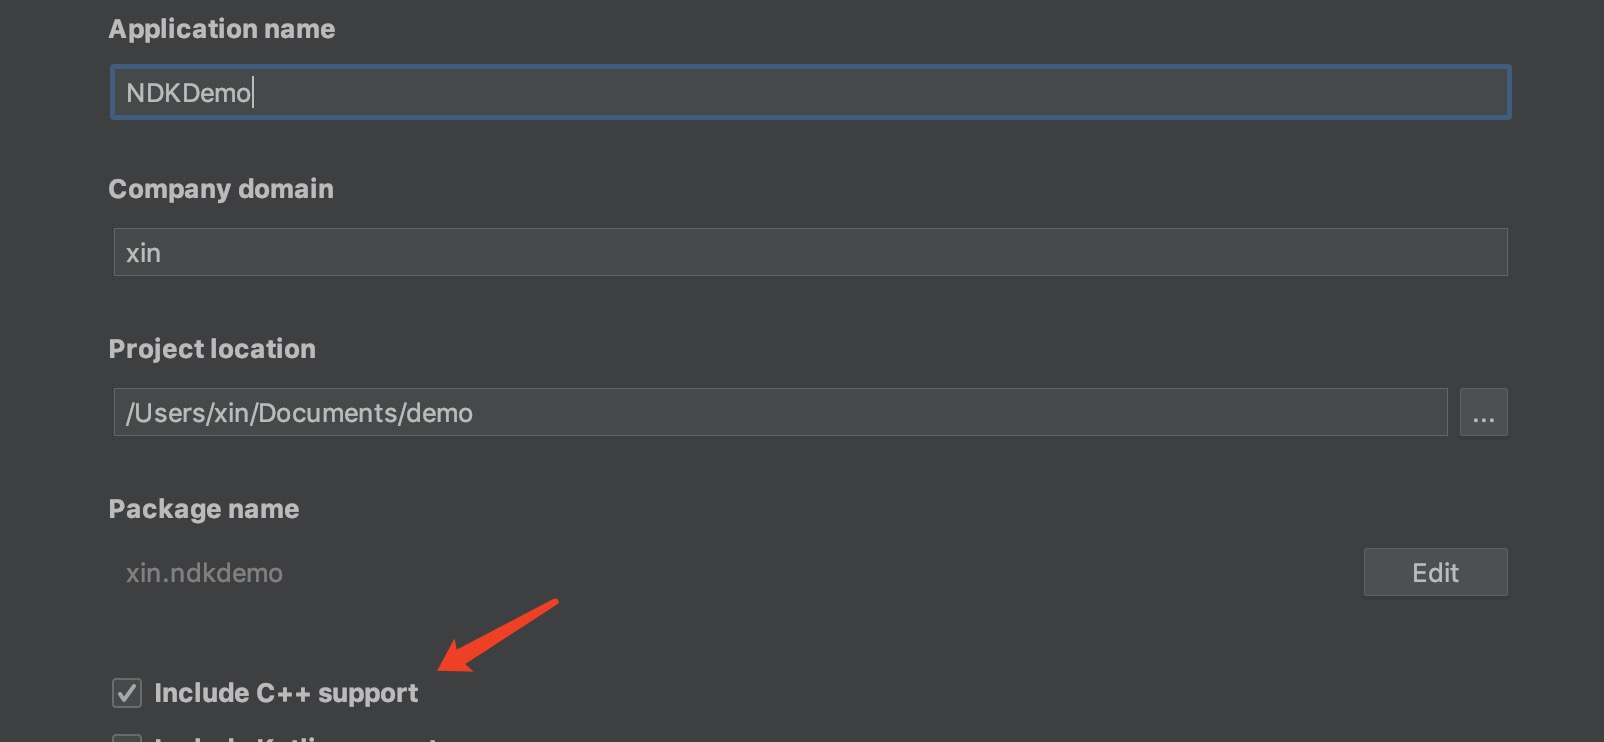 Application name
NDKDemo
Company domain
xin
Project location
/Users/xin/Documents/demo
...
Package name
xin.ndkdemo
Edit
Include C++ support